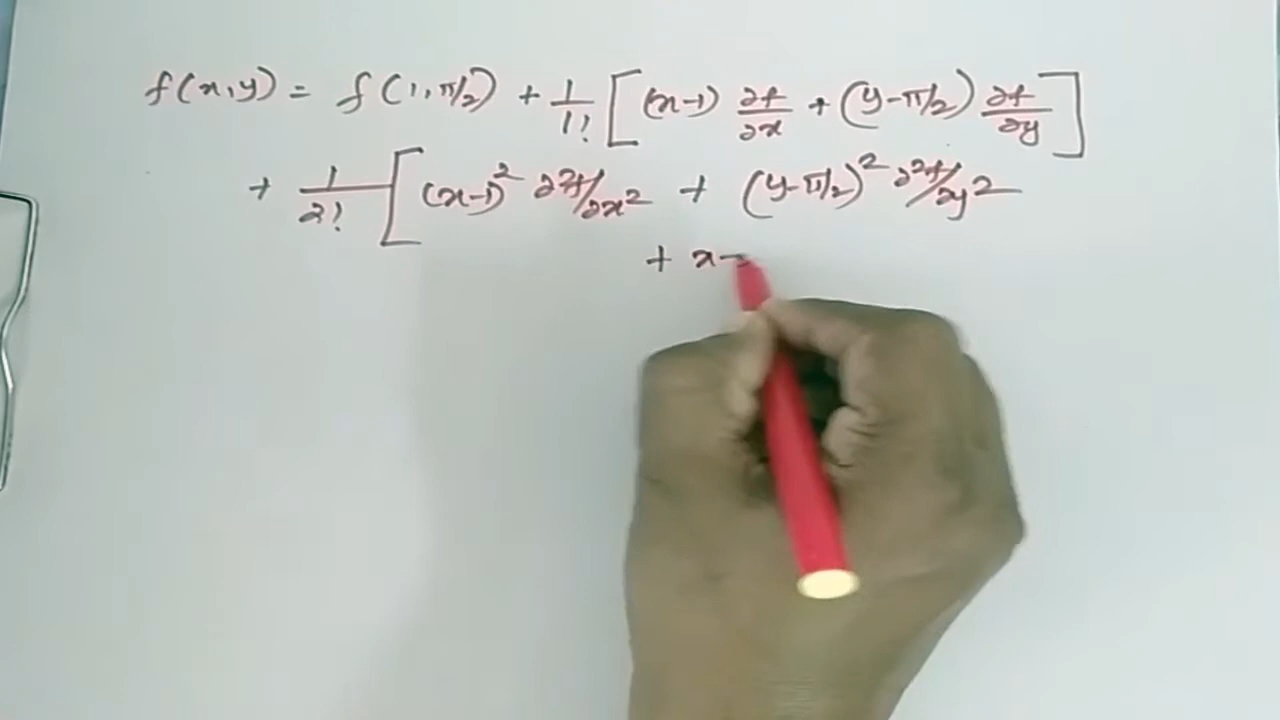 f(x,y) = f(1,π/2) + 1/1! [(x-1) ∂f/∂x + (y-π/2) ∂f/∂y]
+ 1/2! [(x-1)² ∂²f/∂x² + (y-π/2)² ∂²f/∂y²
+ x-